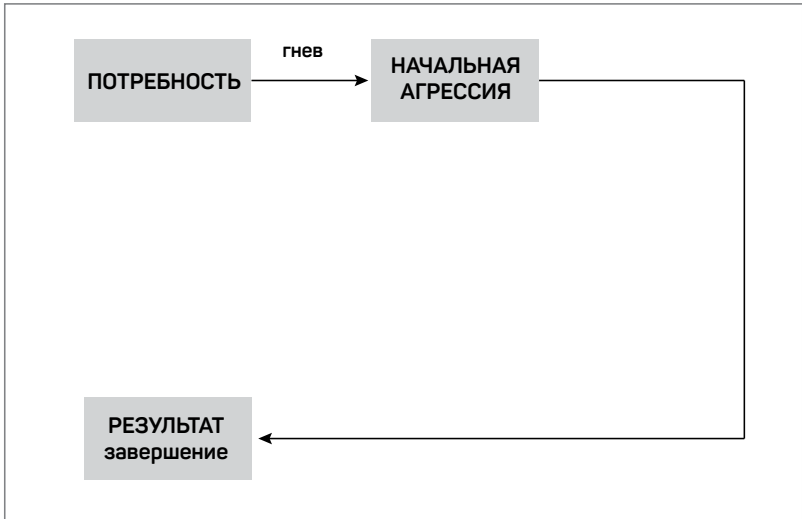 гнев
ПОТРЕБНОСТЬ
НАЧАЛЬНАЯ
АГРЕССИЯ
РЕЗУЛЬТАТ
завершение